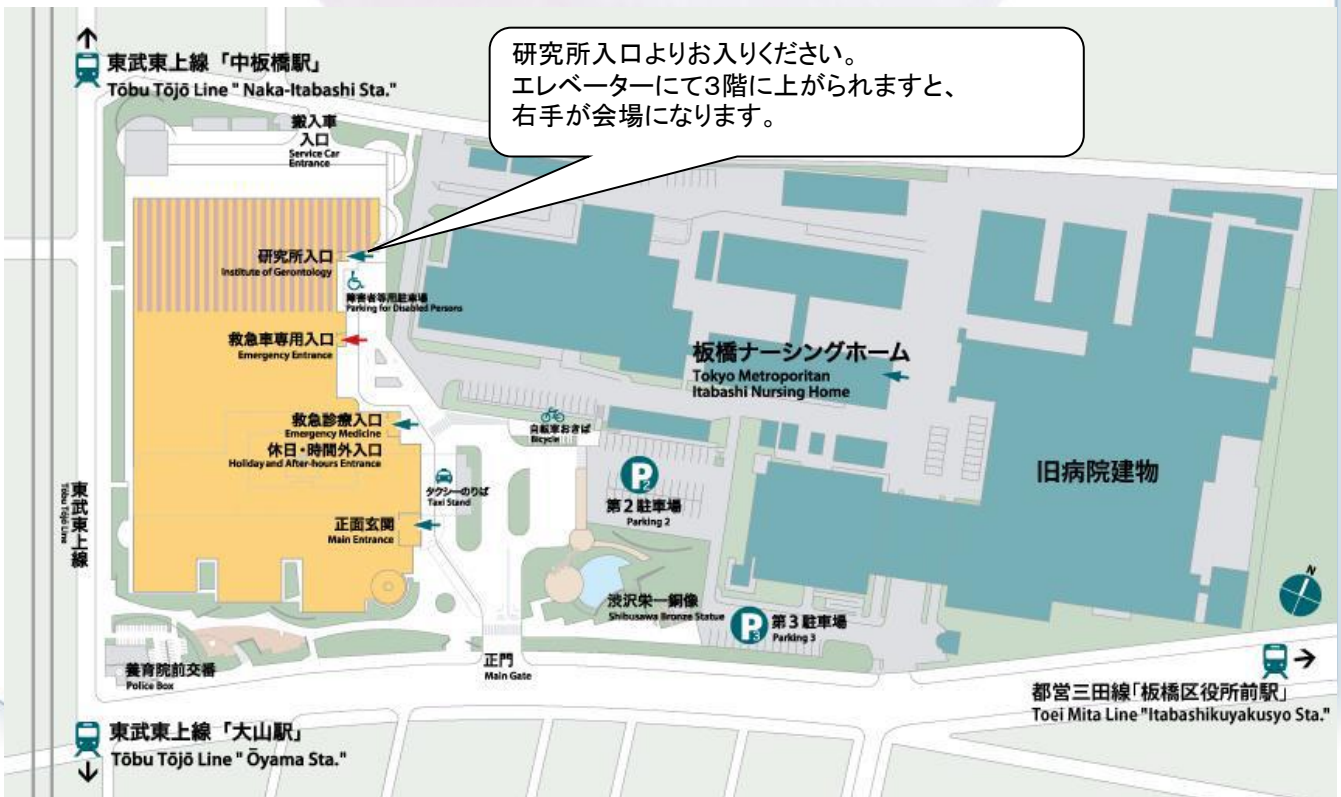 東武東上線「中板橋駅」
Tōbu Tōjō Line " Naka-Itabashi Sta."
研究所入口よりお入りください。
エレベーターにて３階に上がられますと、
右手が会場になります。
搬入車
入口
Service Car
Entrance
研究所入口
Institute of Gerontology
障害者等用駐車場
Parking for Disabled Persons
救急車専用入口
Emergency Entrance
板橋ナーシングホーム
Tokyo Metroporitan
Itabashi Nursing Home
救急診療入口
Emergency Medicine
休日・時間外入口
Holiday and After-hours Entrance
自転車おきば
Bicycle
旧病院建物
P2
第2駐車場
Parking 2
タクシーのりば
Taxi Stand
東武東上線
Tōbu Tōjō Line
正面玄関
Main Entrance
N
渋沢栄一銅像
Shibusawa Bronze Statue
P3
第3駐車場
Parking 3
養育院前交番
Police Box
正門
Main Gate
都営三田線「板橋区役所前駅」
Toei Mita Line "Itabashikuyakusyo Sta."
東武東上線「大山駅」
Tōbu Tōjō Line " Ōyama Sta."